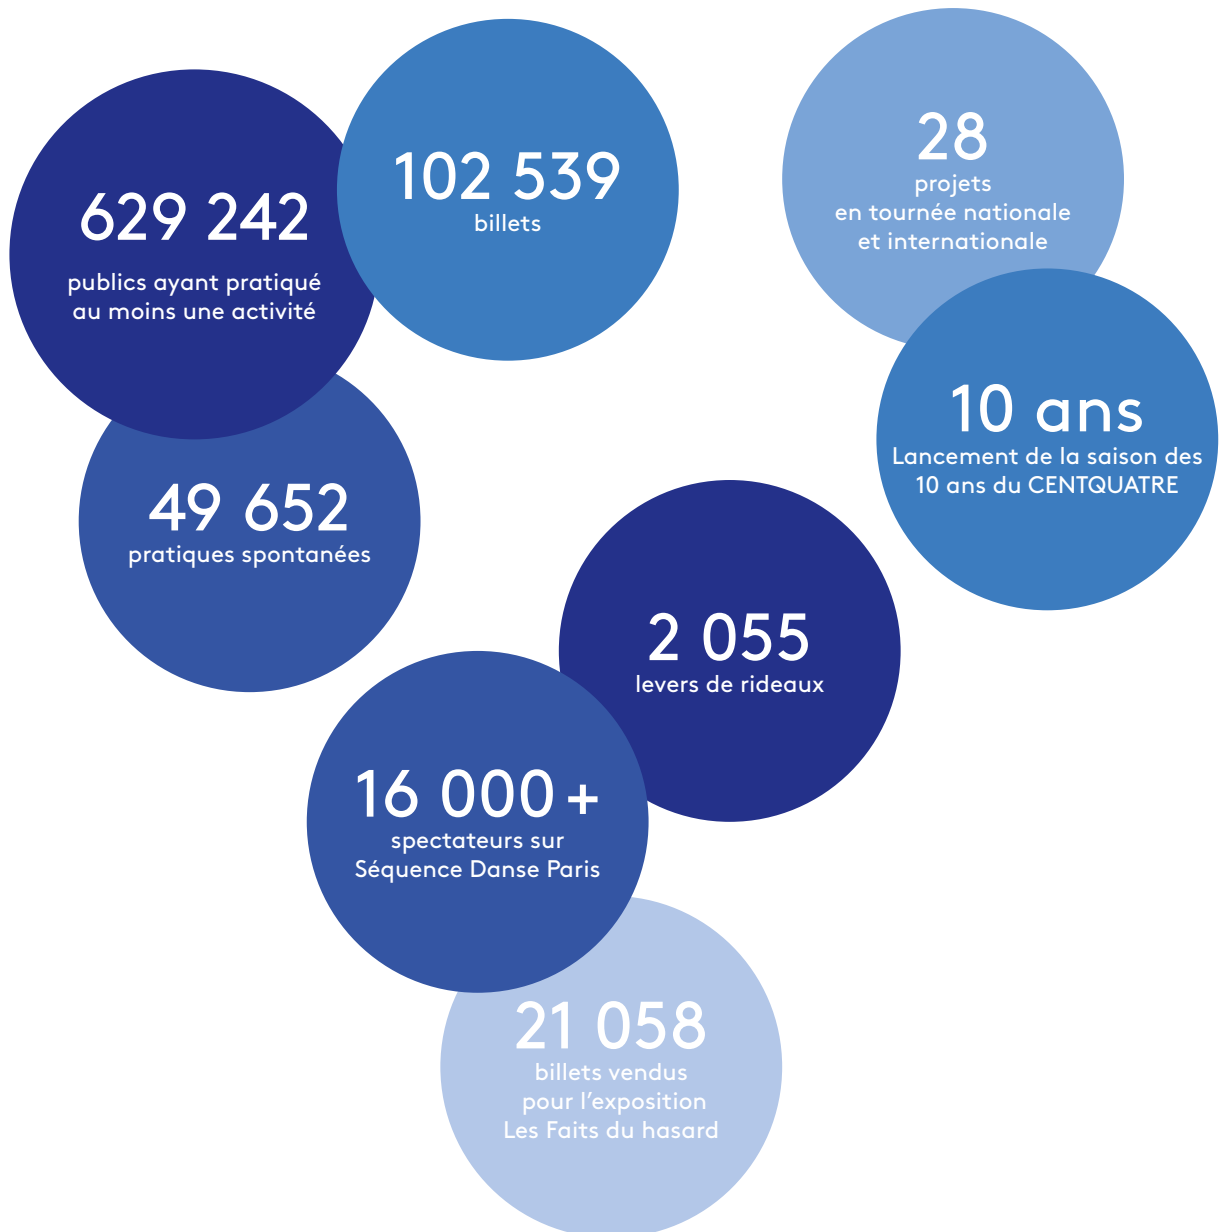 629 242
publics ayant pratiqué
au moins une activité
102 539
billets
28
projets
en tournée nationale
et internationale
10 ans
Lancement de la saison des
10 ans du CENTQUATRE
49 652
pratiques spontanées
2 055
levers de rideaux
16 000 +
spectateurs sur
Séquence Danse Paris
21 058
billets vendus
pour l’exposition
Les Faits du hasard